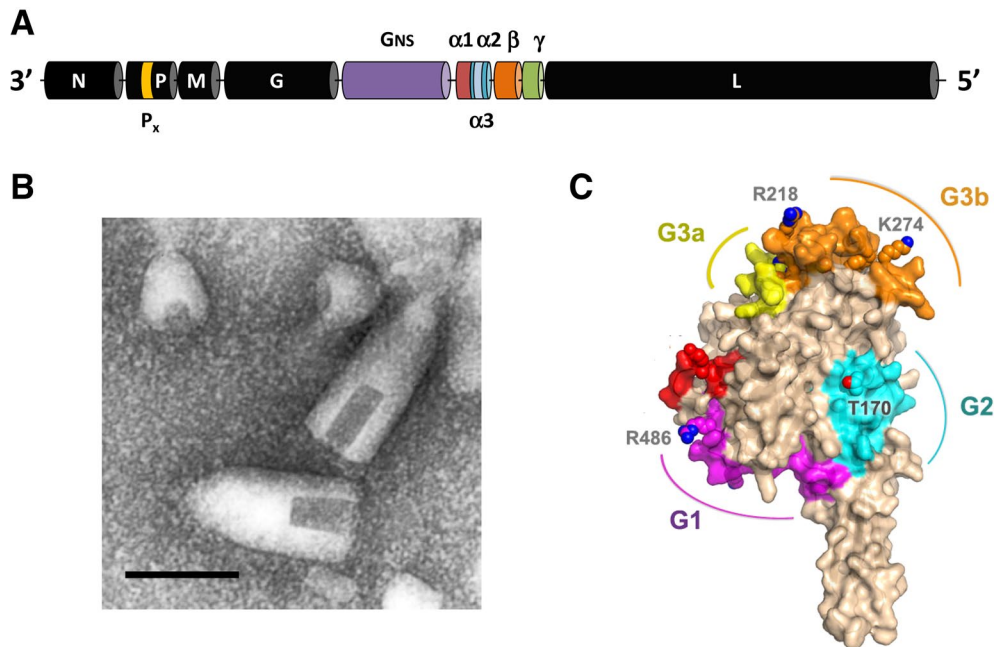 A
GNS α1 α2 β γ
3’ N P M G L 5’
Px α3
B
C
R218
G3b
K274
G3a
T170
G2
R486
G1